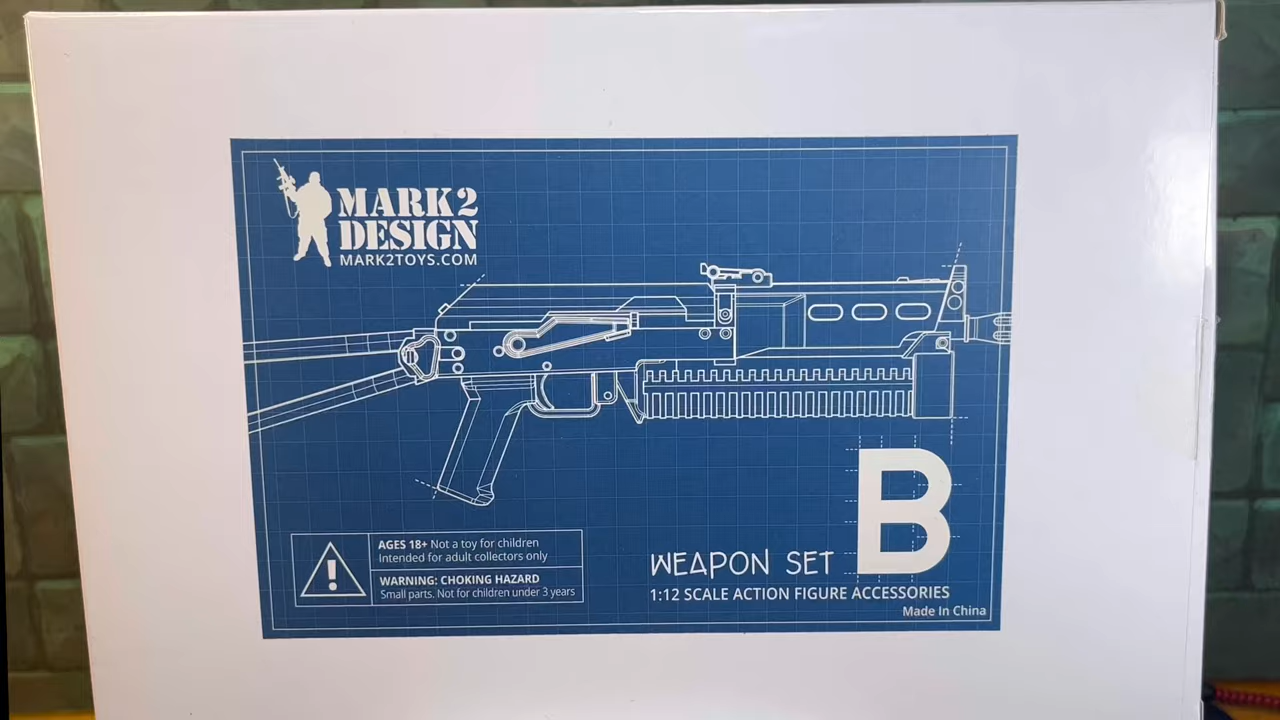 MARK2
DESIGN
MARK2TOYS.COM
AGES 18+ Not a toy for children
Intended for adult collectors only
WARNING: CHOKING HAZARD
Small parts. Not for children under 3 years
WEAPON SET B
1:12 SCALE ACTION FIGURE ACCESSORIES
Made In China